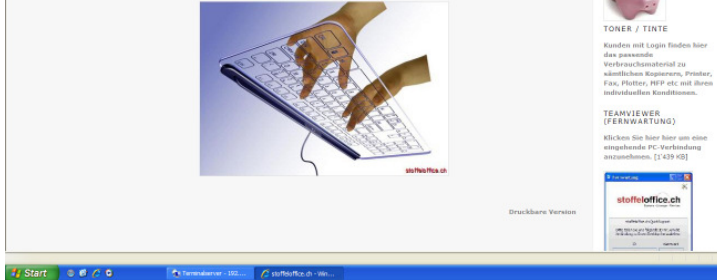 TONER / TINTE
Kunden mit Login finden hier
das passende
Verbrauchsmaterial zu
sämtlichen Kopierern, Printer,
Fax, Plotter, MFP etc mit ihren
individuellen Konditionen.
TEAMVIEWER
(FERNWARTUNG)
Klicken Sie hier hier um eine
eingehende PC-Verbindung
anzunehmen. [1'439 KB]
stoffeloffice.ch
Druckbare Version
Fernwartung
stoffeloffice.ch
Start
Terminalserver - 192....
stoffeloffice.ch - Win...